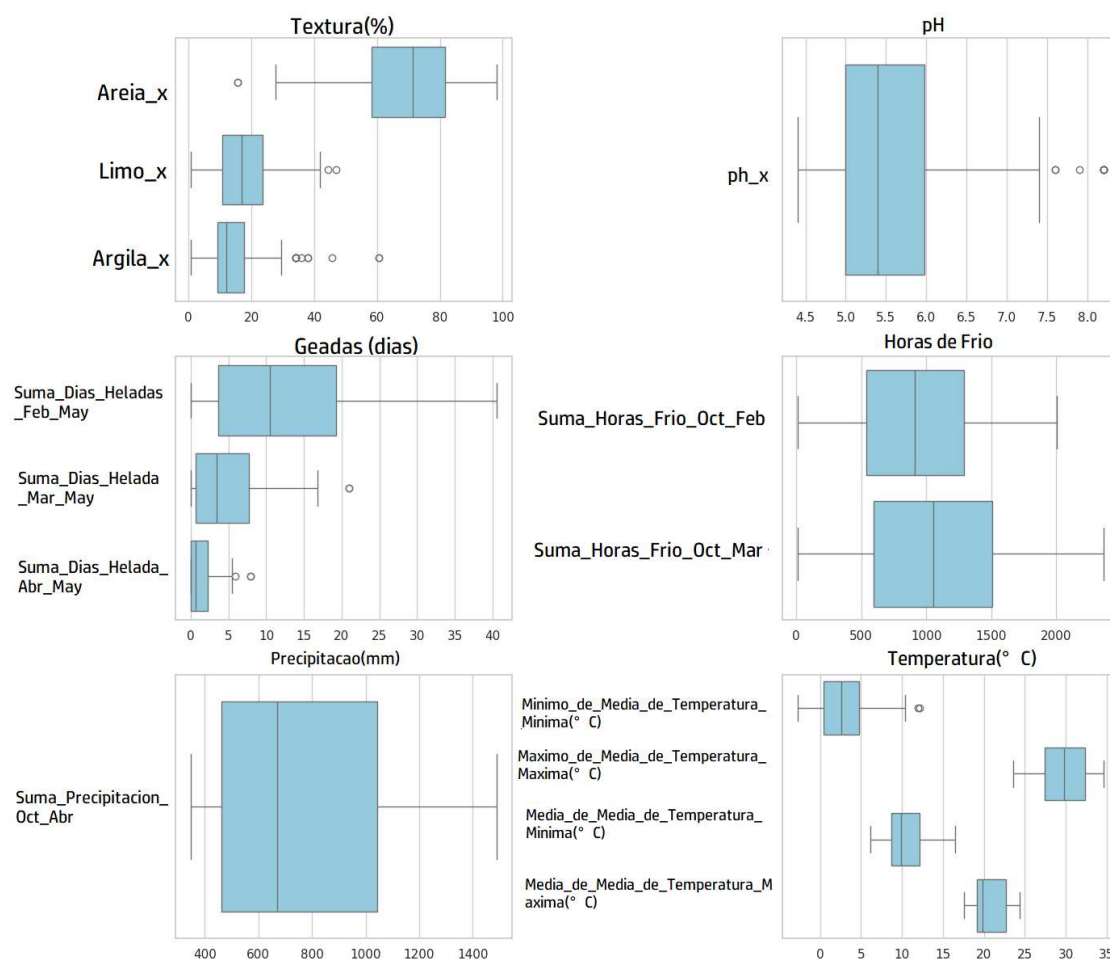 Textura(%)
Areia_x
Limo_x
Argila_x
0 20 40 60 80 100
pH
ph_x
4.5 5.0 5.5 6.0 6.5 7.0 7.5 8.0
Geadas (dias)
Suma_Dias_Heladas
_Feb_May
Suma_Dias_Helada
_Mar_May
Suma_Dias_Helada_
Abr_May
0 5 10 15 20 25 30 35 40
Horas de Frio
Suma_Horas_Frio_Oct_Feb
Suma_Horas_Frio_Oct_Mar
0 500 1000 1500 2000
Precipitacao(mm)
Suma_Precipitacion_
Oct_Abr
400 600 800 1000 1200 1400
Temperatura(° C)
Minimo_de_Media_de_Temperatura_
Minima(° C)
Maximo_de_Media_de_Temperatura_
Maxima(° C)
Media_de_Media_de_Temperatura_
Minima(° C)
Media_de_Media_de_Temperatura_M
axima(° C)
0 5 10 15 20 25 30 35